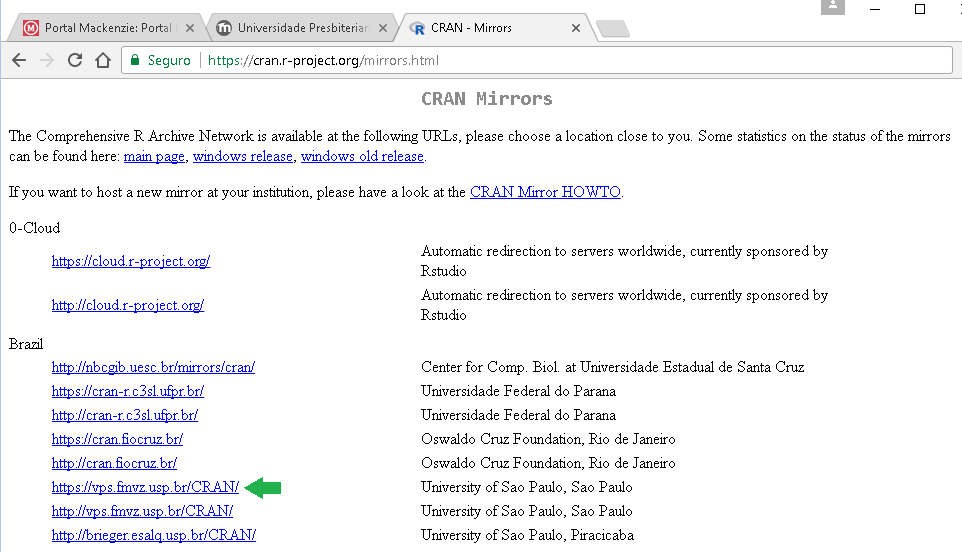 Portal Mackenzie: Portal
Universidade Presbiterian
CRAN - Mirrors
Seguro
https://cran.r-project.org/mirrors.html
CRAN Mirrors
The Comprehensive R Archive Network is available at the following URLs, please choose a location close to you. Some statistics on the status of the mirrors
can be found here: main page, windows release, windows old release.
If you want to host a new mirror at your institution, please have a look at the CRAN Mirror HOWTO.
0-Cloud
https://cloud.r-project.org/ Automatic redirection to servers worldwide, currently sponsored by
Rstudio
http://cloud.r-project.org/ Automatic redirection to servers worldwide, currently sponsored by
Rstudio
Brazil
http://nbcgib.uesc.br/mirrors/cran/ Center for Comp. Biol. at Universidade Estadual de Santa Cruz
https://cran-r.c3sl.ufpr.br/ Universidade Federal do Parana
http://cran-r.c3sl.ufpr.br/ Universidade Federal do Parana
https://cran.fiocruz.br/ Oswaldo Cruz Foundation, Rio de Janeiro
http://cran.fiocruz.br/ Oswaldo Cruz Foundation, Rio de Janeiro
https://vps.fmvz.usp.br/CRAN/ University of Sao Paulo, Sao Paulo
http://vps.fmvz.usp.br/CRAN/ University of Sao Paulo, Sao Paulo
http://brieger.esalq.usp.br/CRAN/ University of Sao Paulo, Piracicaba